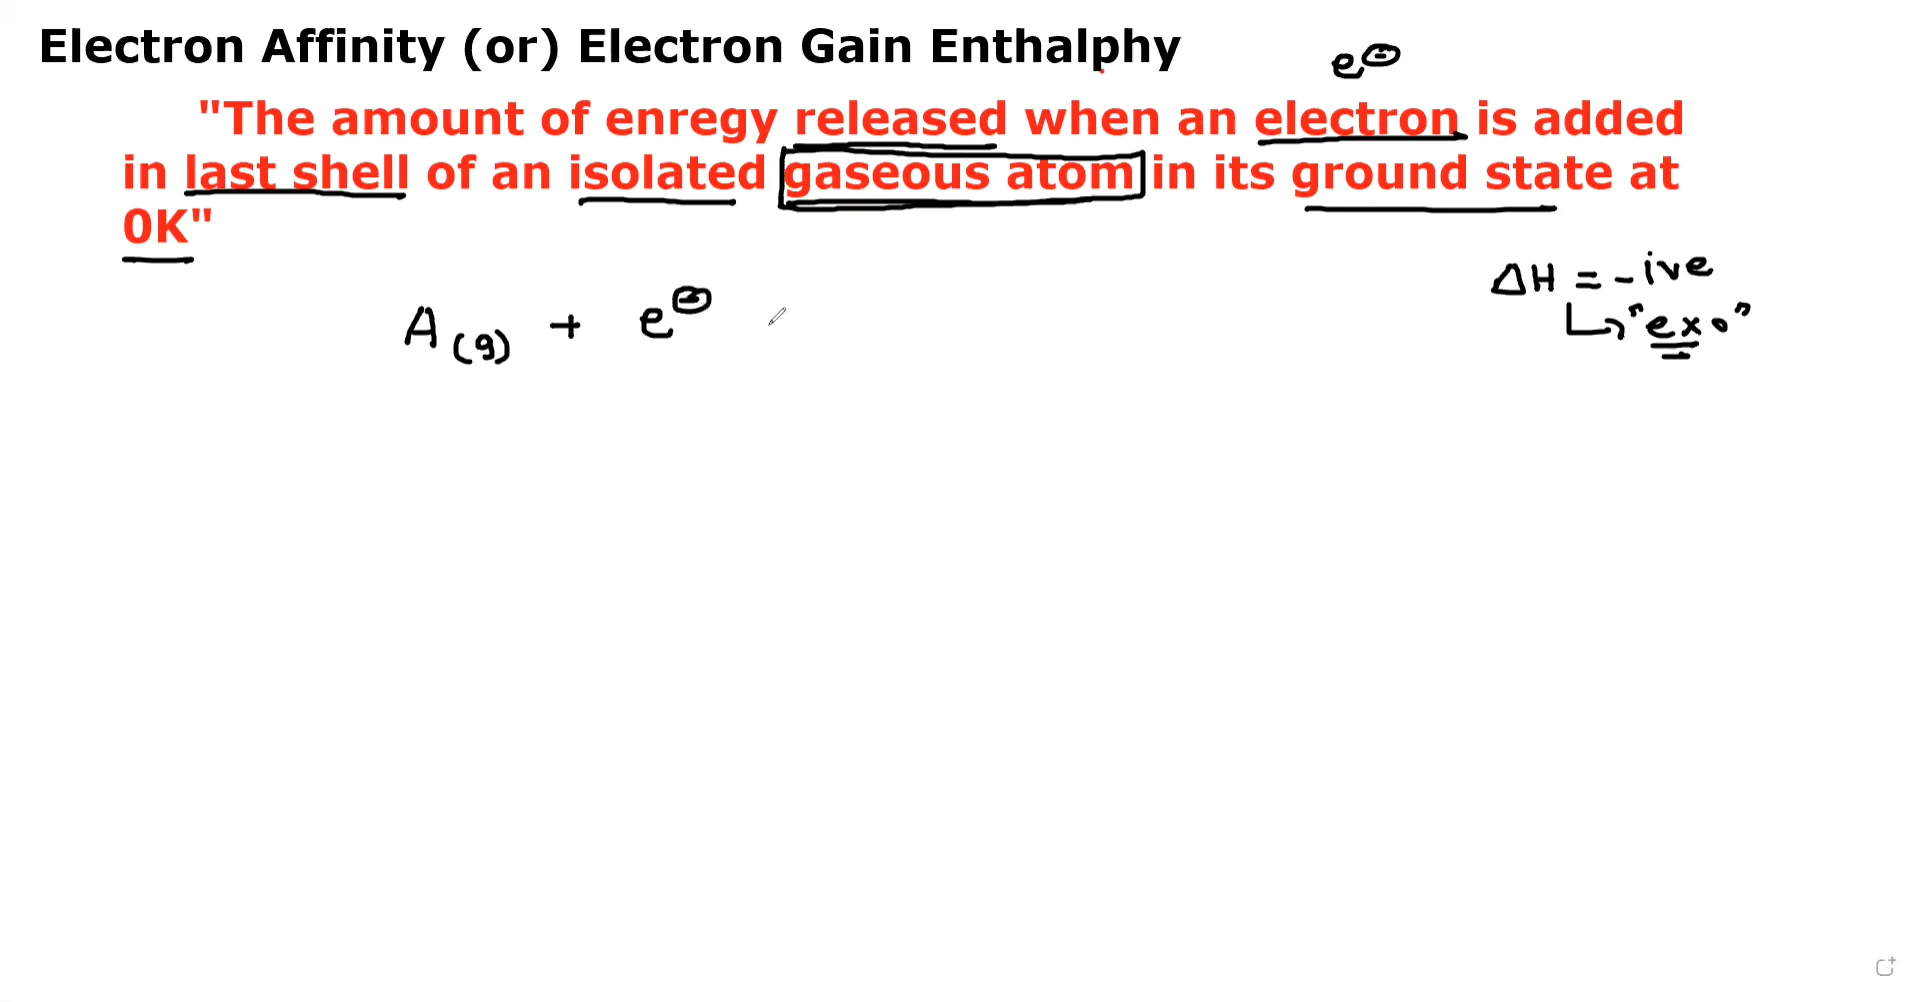 Electron Affinity (or) Electron Gain Enthalphy
e⊖
"The amount of enregy released when an electron is added
in last shell of an isolated gaseous atom in its ground state at
0K"
ΔH = -ive
↳ "exo"
A(g) + e⊖